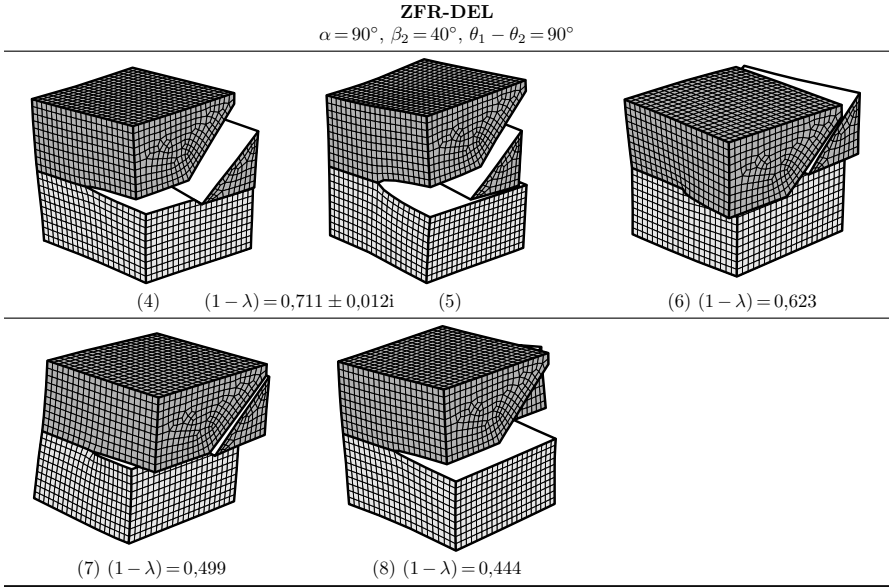 ZFR-DEL
α = 90°, β₂ = 40°, θ₁ − θ₂ = 90°
(4) (1 − λ) = 0,711 ± 0,012i (5)
(6) (1 − λ) = 0,623
(7) (1 − λ) = 0,499
(8) (1 − λ) = 0,444